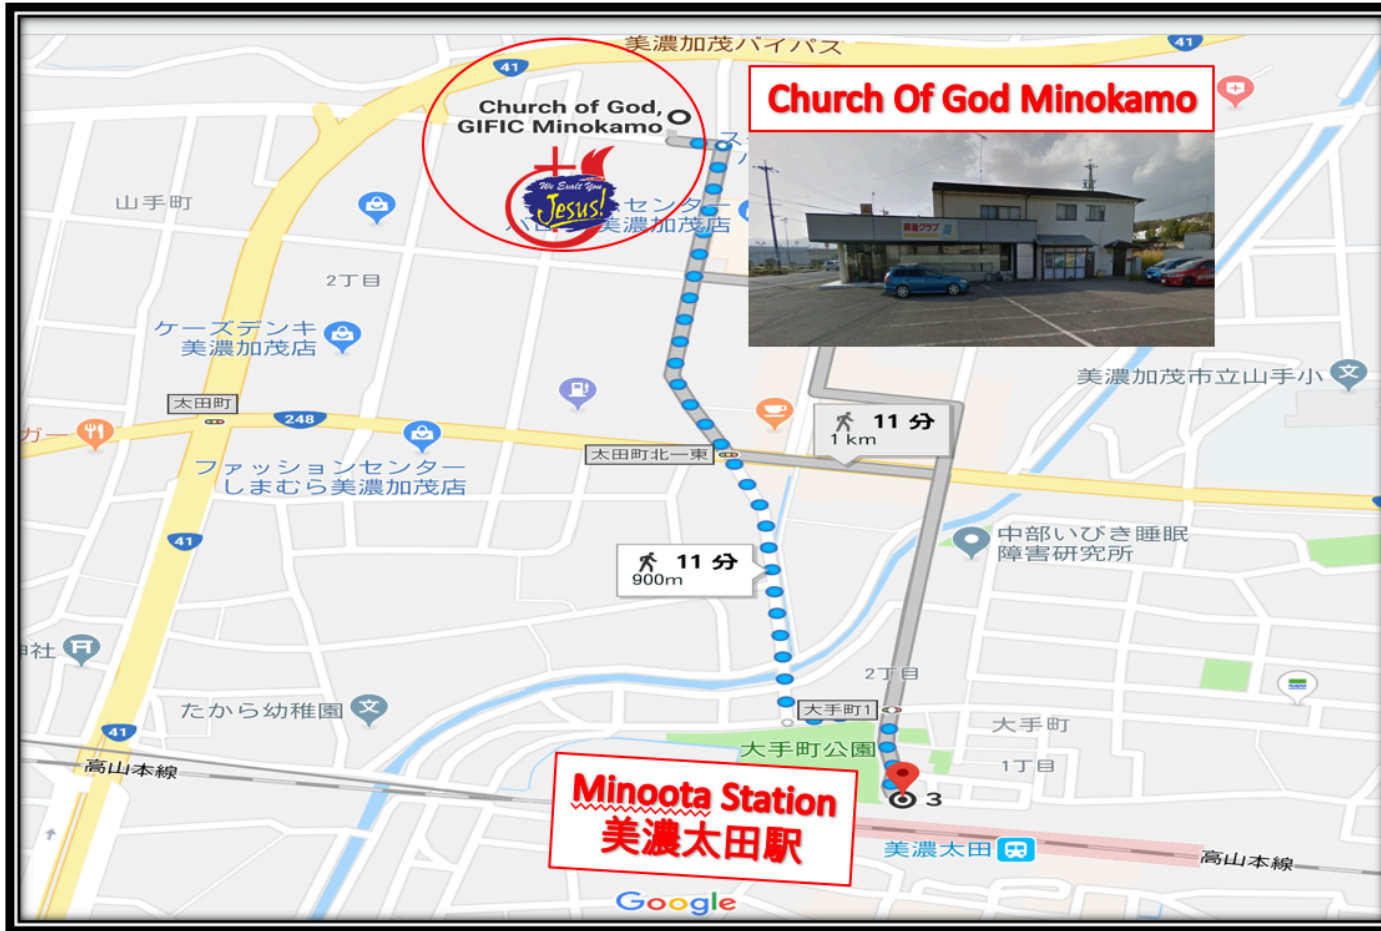 美濃加茂バイパス
41
41
Church of God,
GIFIC Minokamo
Church Of God Minokamo
We Exalt You
Jesus!
センター
美濃加茂店
山手町
2丁目
ケーズデンキ
美濃加茂店
太田町
248
ガー
ファッションセンター
しまむら美濃加茂店
太田町北一東
11 分
1 km
美濃加茂市立山手小
文
41
11 分
900m
中部いびき睡眠
障害研究所
神社
たから幼稚園
文
2丁目
大手町1
大手町
大手町公園
1丁目
41
高山本線
3
Minoota Station
美濃太田駅
美濃太田
高山本線
Google